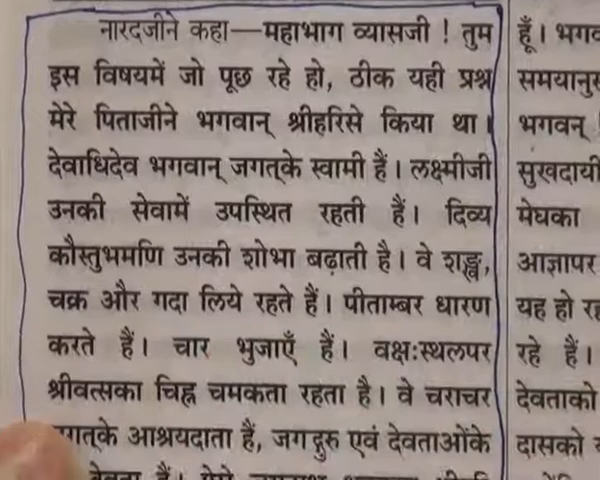 नारदजीने कहा—महाभाग व्यासजी ! तुम
इस विषयमें जो पूछ रहे हो, ठीक यही प्रश्न
मेरे पिताजीने भगवान् श्रीहरिसे किया था।
देवाधिदेव भगवान् जगत्के स्वामी हैं। लक्ष्मीजी
उनकी सेवामें उपस्थित रहती हैं। दिव्य
कौस्तुभमणि उनकी शोभा बढ़ाती है। वे शङ्ख,
चक्र और गदा लिये रहते हैं। पीताम्बर धारण
करते हैं। चार भुजाएँ हैं। वक्षःस्थलपर
श्रीवत्सका चिह्न चमकता रहता है। वे चराचर
जगत्के आश्रयदाता हैं, जगद्गुरु एवं देवताओंके
हूँ। भगव
समयानुस
भगवन् !
सुखदायी
मेघका
आज्ञापर
यह हो रह
रहे हैं।
देवताको
दासको